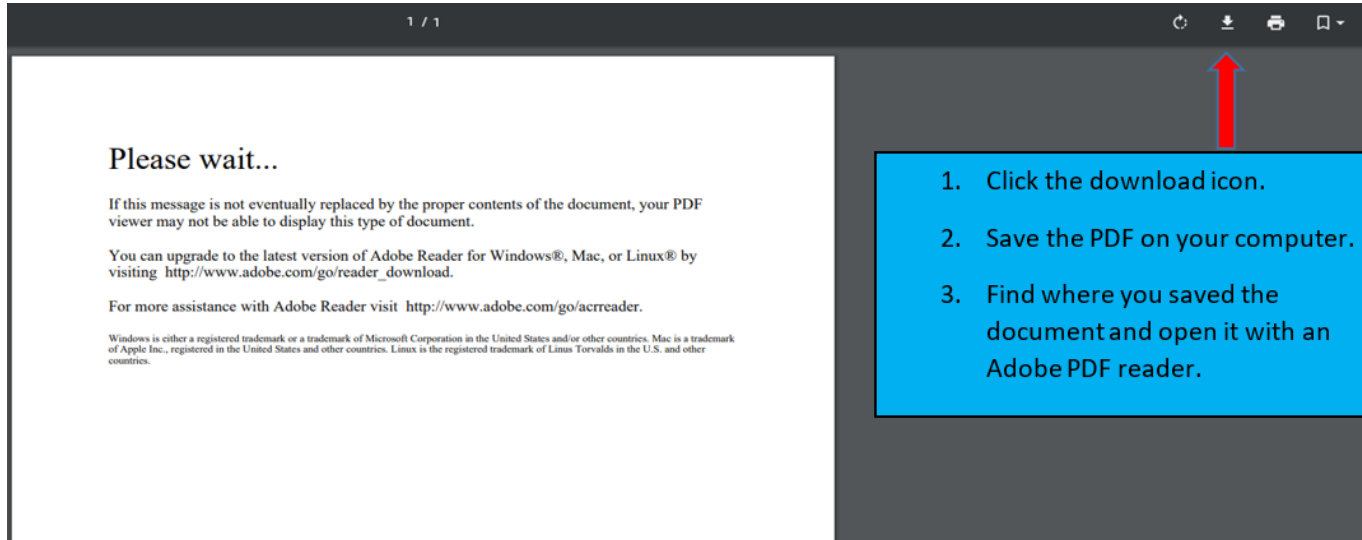 1 / 1
Please wait...
If this message is not eventually replaced by the proper contents of the document, your PDF
viewer may not be able to display this type of document.
You can upgrade to the latest version of Adobe Reader for Windows®, Mac, or Linux® by
visiting  http://www.adobe.com/go/reader_download.
For more assistance with Adobe Reader visit  http://www.adobe.com/go/acrreader.
Windows is either a registered trademark or a trademark of Microsoft Corporation in the United States and/or other countries. Mac is a trademark
of Apple Inc., registered in the United States and other countries. Linux is the registered trademark of Linus Torvalds in the U.S. and other
countries.
1. Click the download icon.
2. Save the PDF on your computer.
3. Find where you saved the
document and open it with an
Adobe PDF reader.